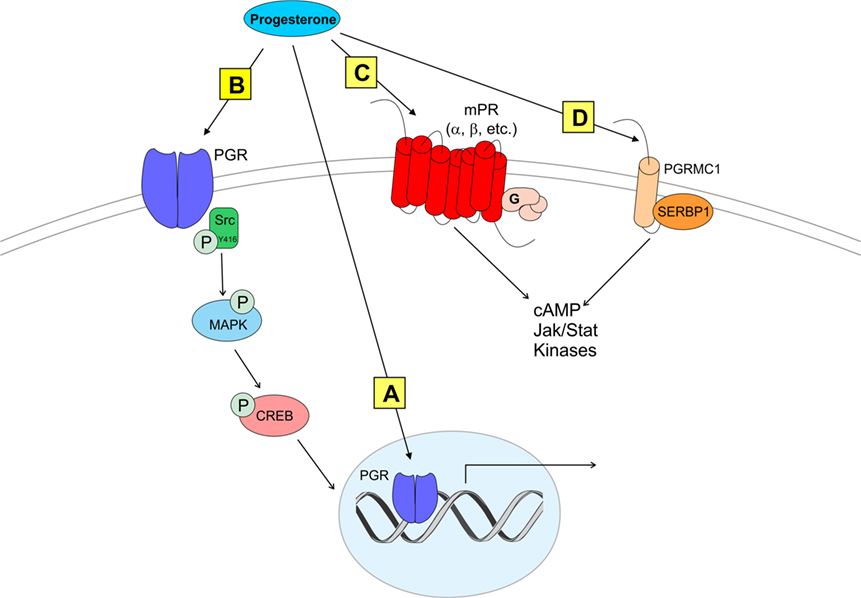 Progesterone
B
C
D
A
PGR
mPR
(α, β, etc.)
PGRMC1
G
SERBP1
Src
Y416
P
P
MAPK
cAMP
Jak/Stat
Kinases
P
CREB
PGR